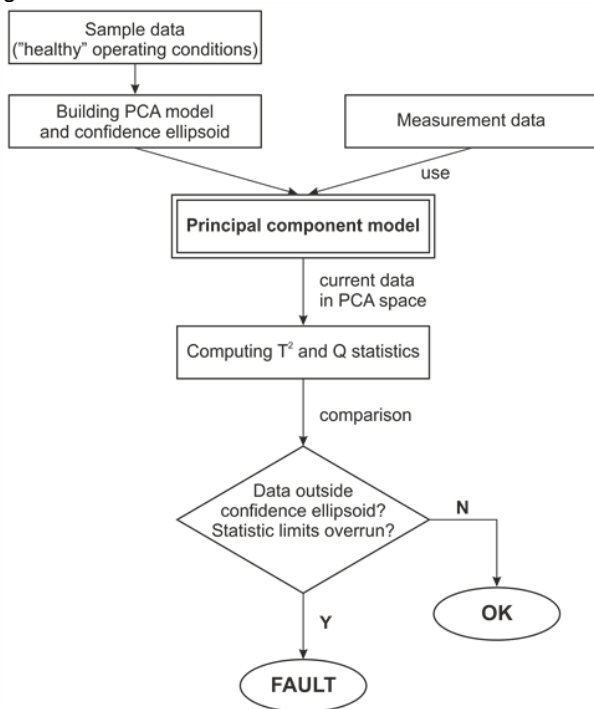 Sample data
("healthy" operating conditions)
Building PCA model
and confidence ellipsoid
Measurement data
use
Principal component model
current data
in PCA space
Computing T² and Q statistics
comparison
Data outside
confidence ellipsoid?
Statistic limits overrun?
N
OK
Y
FAULT